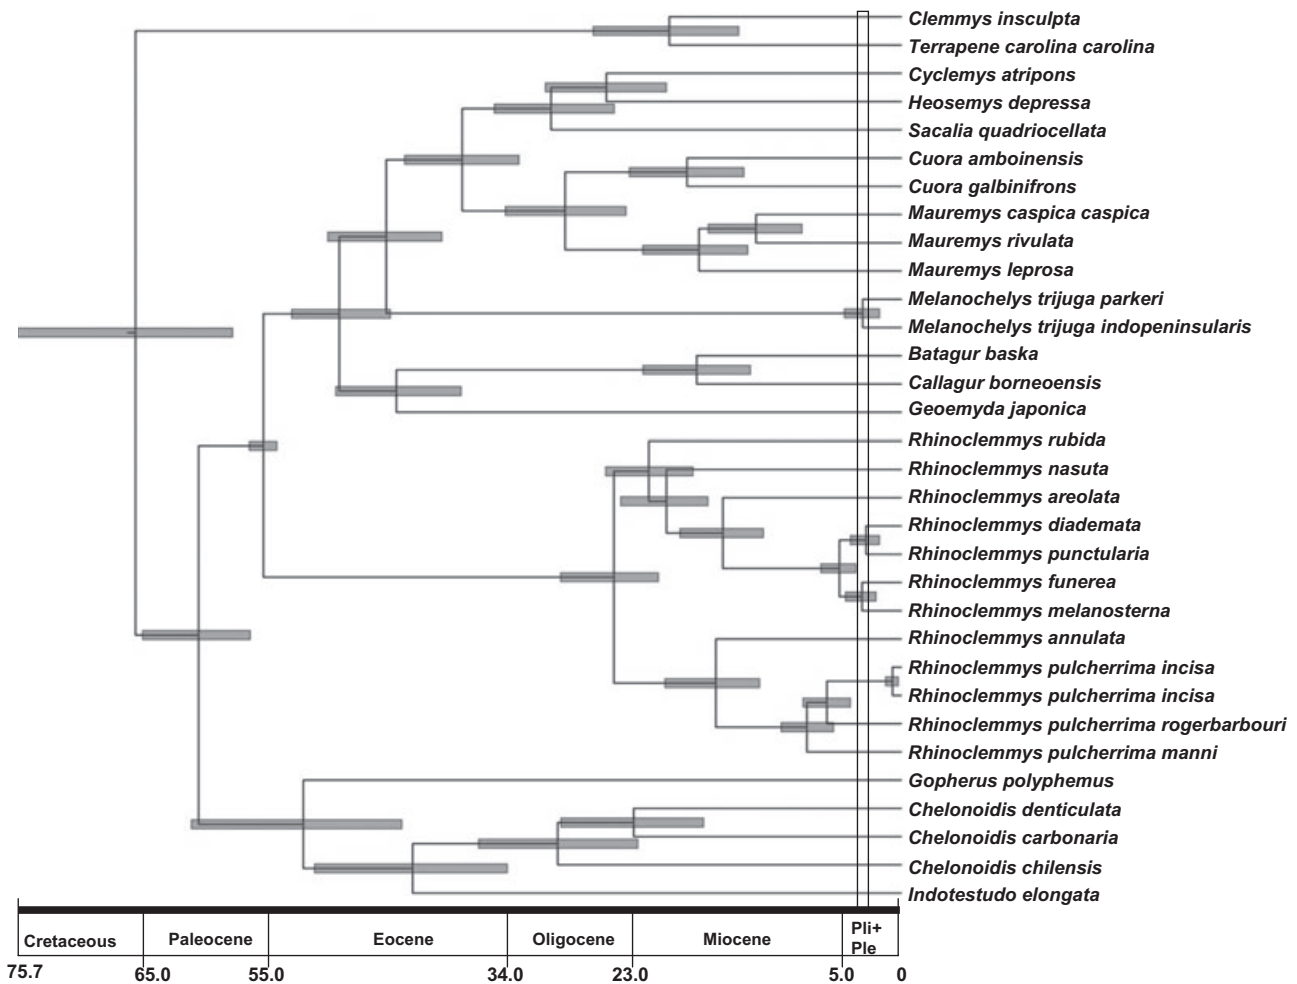 Clemmys insculpta
Terrapene carolina carolina
Cyclemys atripons
Heosemys depressa
Sacalia quadriocellata
Cuora amboinensis
Cuora galbinifrons
Mauremys caspica caspica
Mauremys rivulata
Mauremys leprosa
Melanochelys trijuga parkeri
Melanochelys trijuga indopeninsularis
Batagur baska
Callagur borneoensis
Geoemyda japonica
Rhinoclemmys rubida
Rhinoclemmys nasuta
Rhinoclemmys areolata
Rhinoclemmys diademata
Rhinoclemmys punctularia
Rhinoclemmys funerea
Rhinoclemmys melanosterna
Rhinoclemmys annulata
Rhinoclemmys pulcherrima incisa
Rhinoclemmys pulcherrima incisa
Rhinoclemmys pulcherrima rogerbarbouri
Rhinoclemmys pulcherrima manni
Gopherus polyphemus
Chelonoidis denticulata
Chelonoidis carbonaria
Chelonoidis chilensis
Indotestudo elongata
Cretaceous Paleocene Eocene Oligocene Miocene Pli+
Ple
75.7 65.0 55.0 34.0 23.0 5.0 0